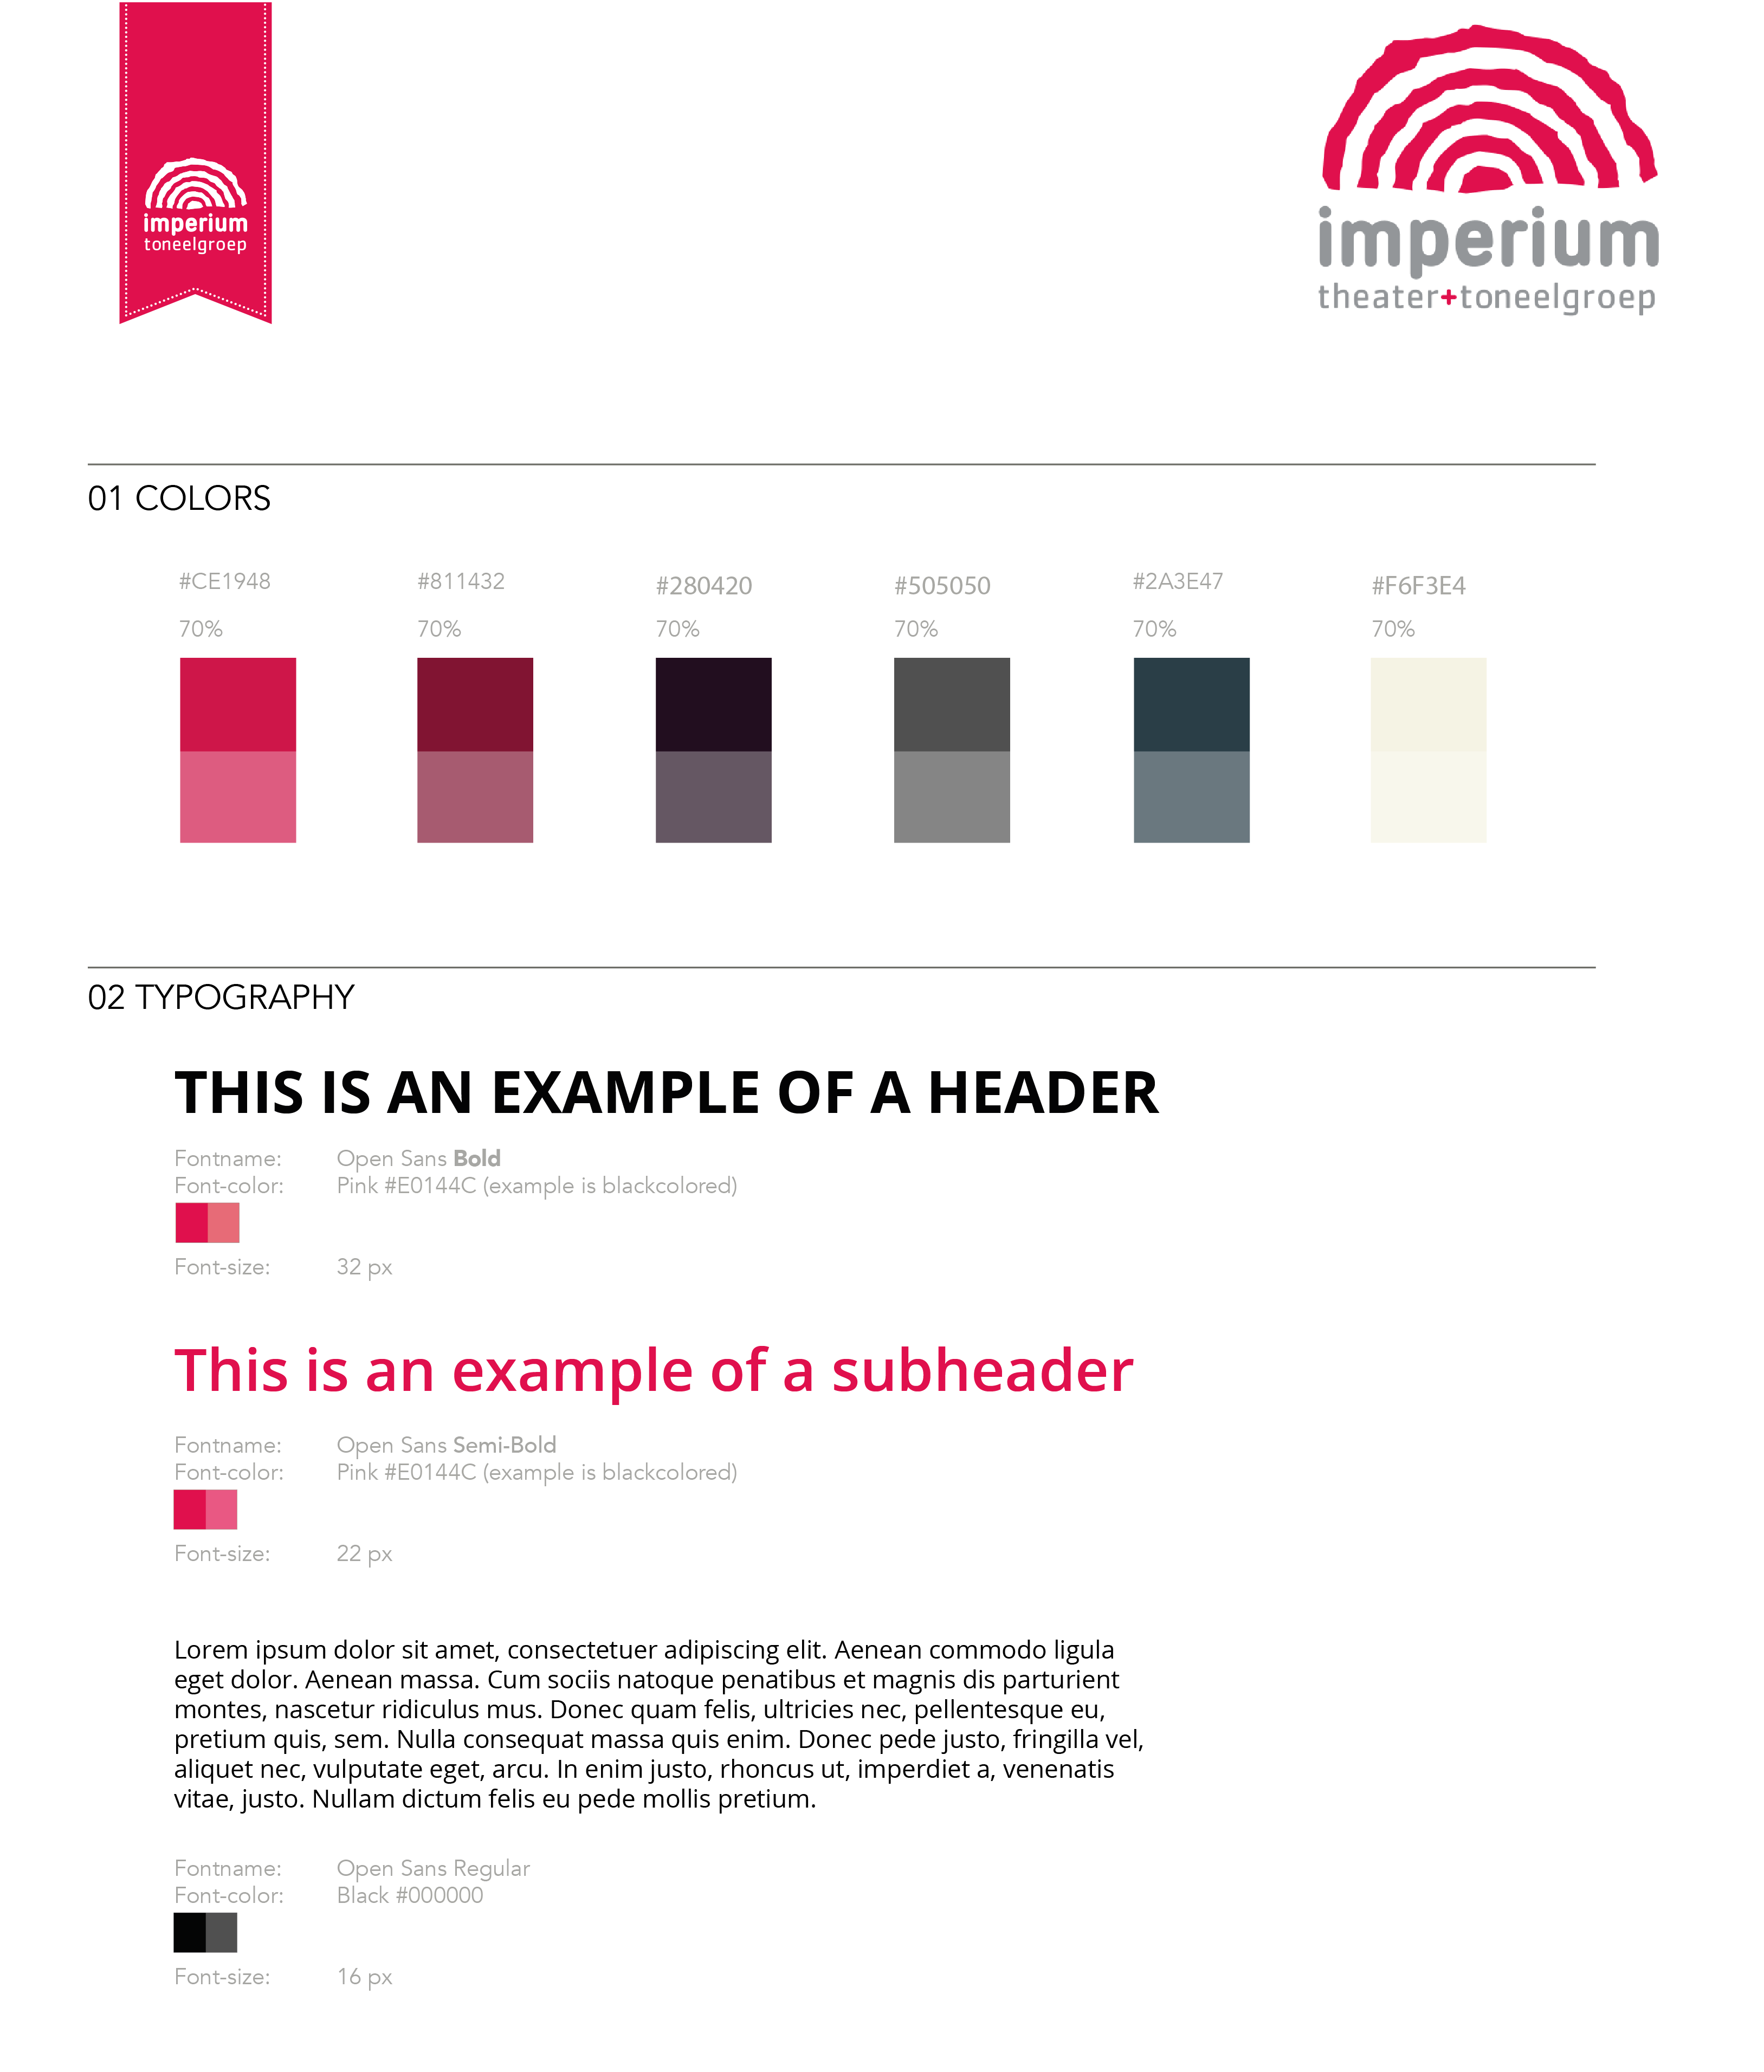 imperium
toneelgroep
imperium
theater+toneelgroep
01 COLORS
#CE1948 #811432 #280420 #505050 #2A3E47 #F6F3E4
70% 70% 70% 70% 70% 70%
02 TYPOGRAPHY
THIS IS AN EXAMPLE OF A HEADER
Fontname: Open Sans Bold
Font-color: Pink #E0144C (example is blackcolored)
Font-size: 32 px
This is an example of a subheader
Fontname: Open Sans Semi-Bold
Font-color: Pink #E0144C (example is blackcolored)
Font-size: 22 px
Lorem ipsum dolor sit amet, consectetuer adipiscing elit. Aenean commodo ligula
eget dolor. Aenean massa. Cum sociis natoque penatibus et magnis dis parturient
montes, nascetur ridiculus mus. Donec quam felis, ultricies nec, pellentesque eu,
pretium quis, sem. Nulla consequat massa quis enim. Donec pede justo, fringilla vel,
aliquet nec, vulputate eget, arcu. In enim justo, rhoncus ut, imperdiet a, venenatis
vitae, justo. Nullam dictum felis eu pede mollis pretium.
Fontname: Open Sans Regular
Font-color: Black #000000
Font-size: 16 px